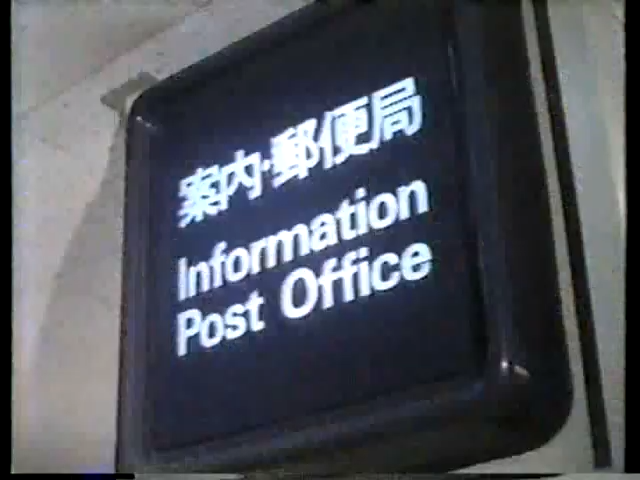 案内·郵便局
Information
Post Office